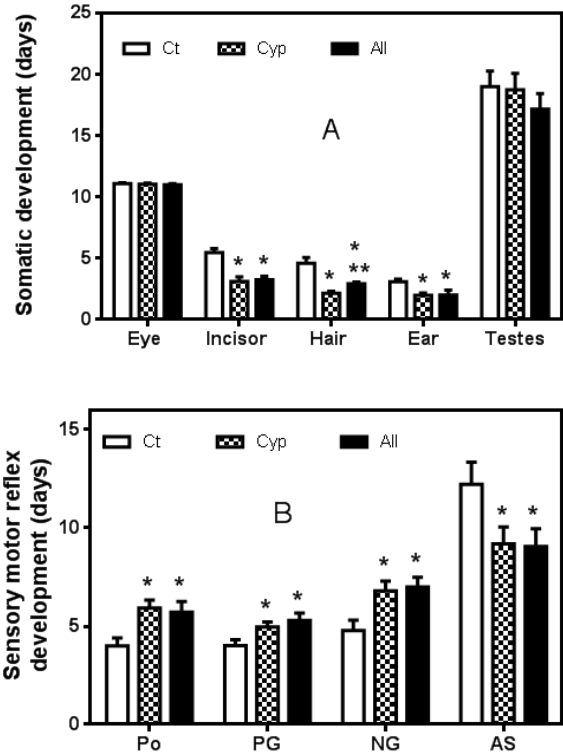 Somatic development (days)
25
20
15
10
5
0
Ct Cyp All
A
* * * * * ** * *
Eye Incisor Hair Ear Testes
Sensory motor reflex
development (days)
15
10
5
0
Ct Cyp All
B
* * * * * * * *
Po PG NG AS